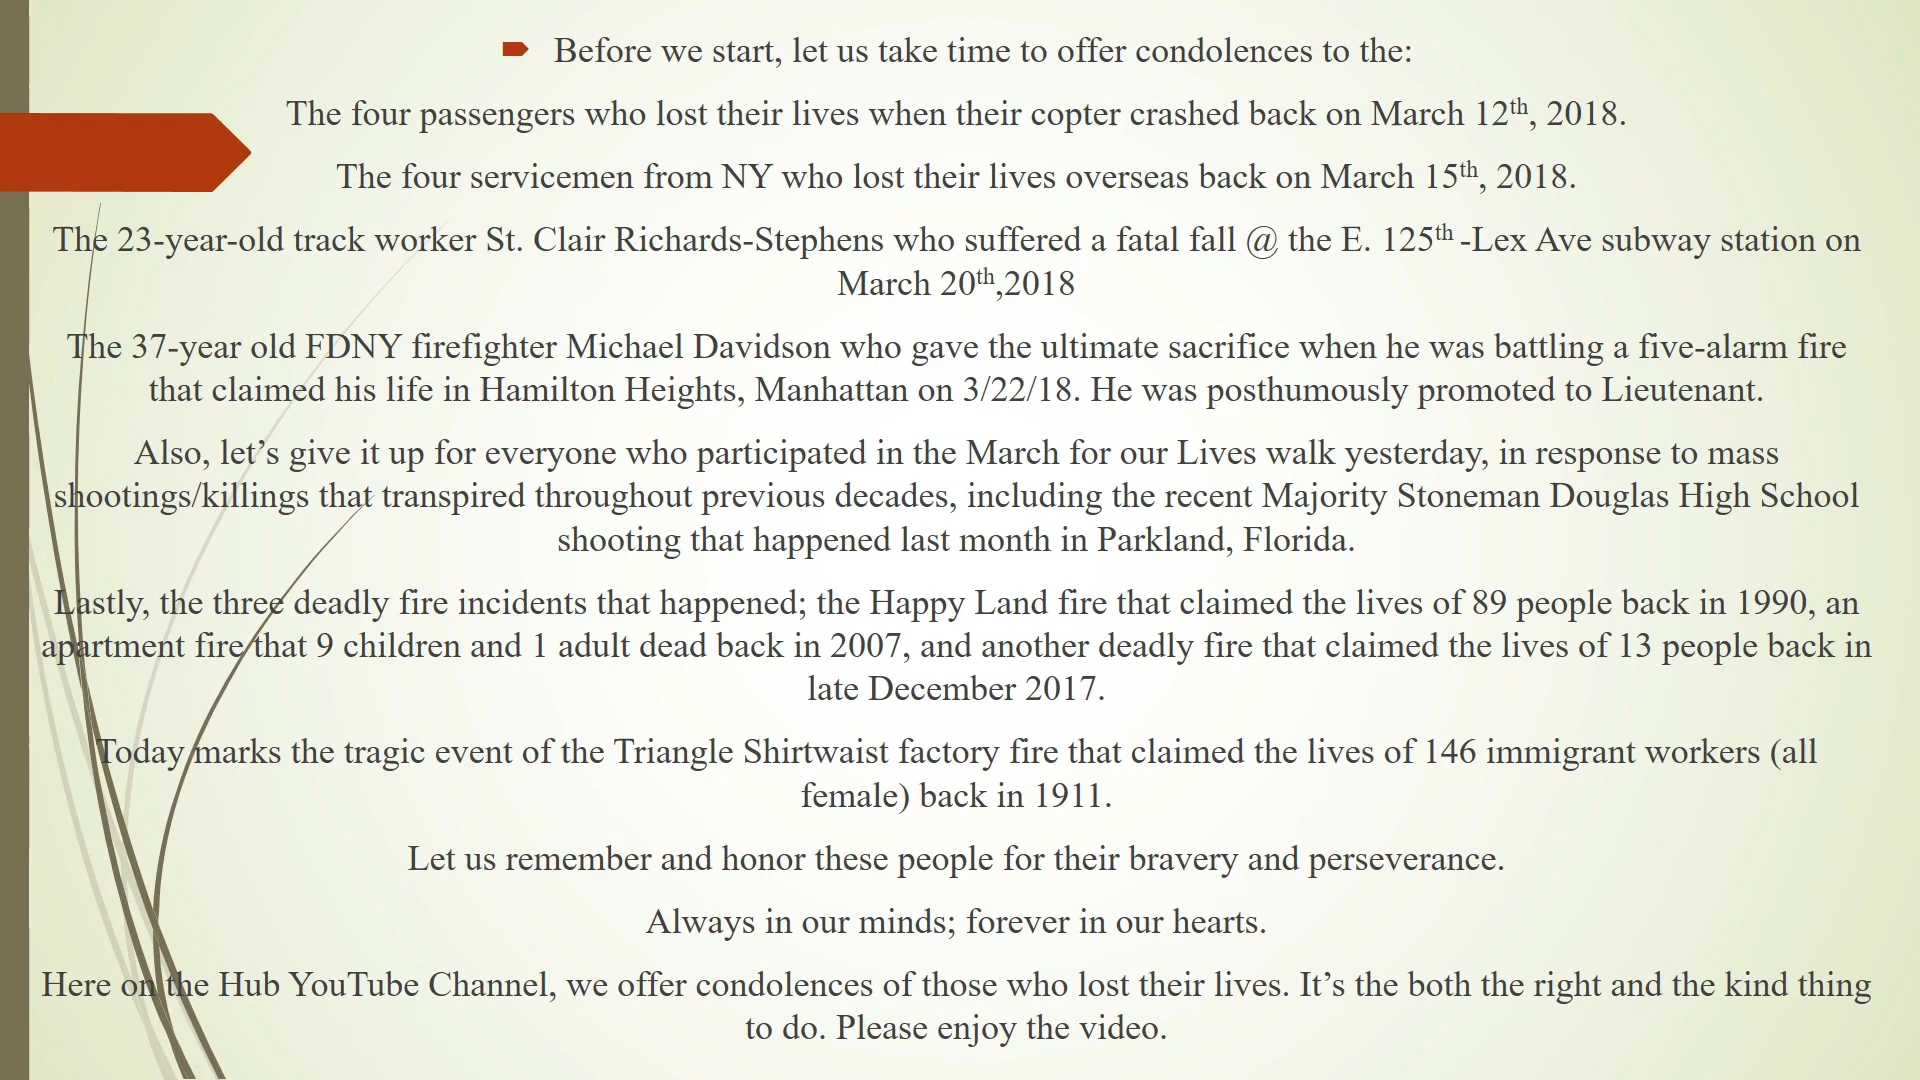 Before we start, let us take time to offer condolences to the:
The four passengers who lost their lives when their copter crashed back on March 12th, 2018.
The four servicemen from NY who lost their lives overseas back on March 15th, 2018.
The 23-year-old track worker St. Clair Richards-Stephens who suffered a fatal fall @ the E. 125th -Lex Ave subway station on
March 20th,2018
The 37-year old FDNY firefighter Michael Davidson who gave the ultimate sacrifice when he was battling a five-alarm fire
that claimed his life in Hamilton Heights, Manhattan on 3/22/18. He was posthumously promoted to Lieutenant.
Also, let’s give it up for everyone who participated in the March for our Lives walk yesterday, in response to mass
shootings/killings that transpired throughout previous decades, including the recent Majority Stoneman Douglas High School
shooting that happened last month in Parkland, Florida.
Lastly, the three deadly fire incidents that happened; the Happy Land fire that claimed the lives of 89 people back in 1990, an
apartment fire that 9 children and 1 adult dead back in 2007, and another deadly fire that claimed the lives of 13 people back in
late December 2017.
Today marks the tragic event of the Triangle Shirtwaist factory fire that claimed the lives of 146 immigrant workers (all
female) back in 1911.
Let us remember and honor these people for their bravery and perseverance.
Always in our minds; forever in our hearts.
Here on the Hub YouTube Channel, we offer condolences of those who lost their lives. It’s the both the right and the kind thing
to do. Please enjoy the video.